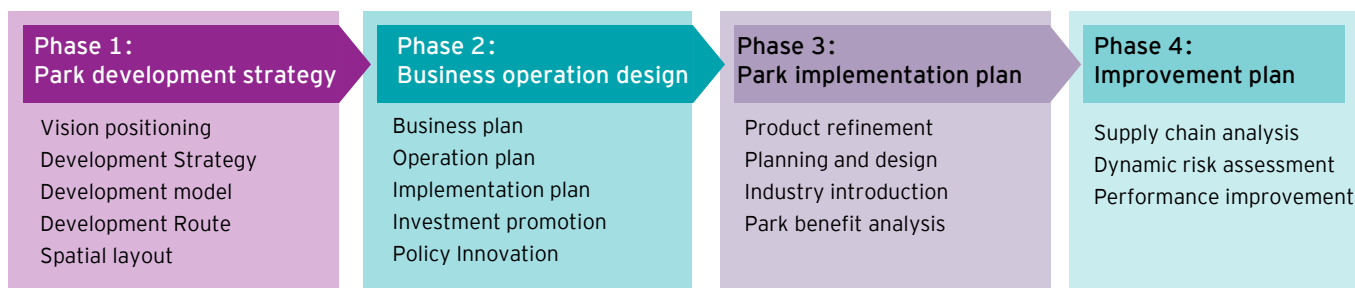 Phase 1:
Park development strategy
Vision positioning
Development Strategy
Development model
Development Route
Spatial layout
Phase 2:
Business operation design
Business plan
Operation plan
Implementation plan
Investment promotion
Policy Innovation
Phase 3:
Park implementation plan
Product refinement
Planning and design
Industry introduction
Park benefit analysis
Phase 4:
Improvement plan
Supply chain analysis
Dynamic risk assessment
Performance improvement